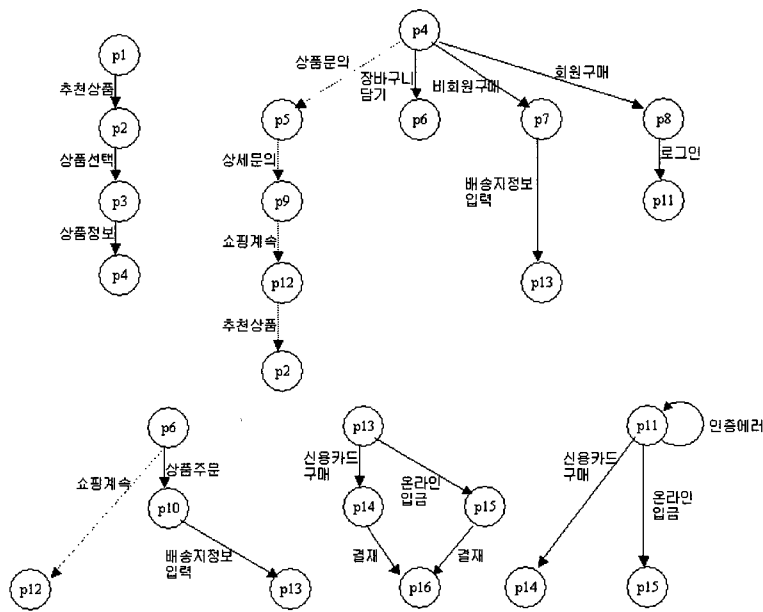 p1
추천상품
p2
상품선택
p3
상품정보
p4
p4
상품문의
장바구니
담기
비회원구매
회원구매
p5
p6
p7
p8
상세문의
로그인
p9
배송지정보
입력
p11
쇼핑계속
p12
p13
추천상품
p2
p6
쇼핑계속
상품주문
p10
배송지정보
입력
p12
p13
p13
신용카드
구매
온라인
입금
p14
p15
결재
결재
p16
p11
인증에러
신용카드
구매
온라인
입금
p14
p15